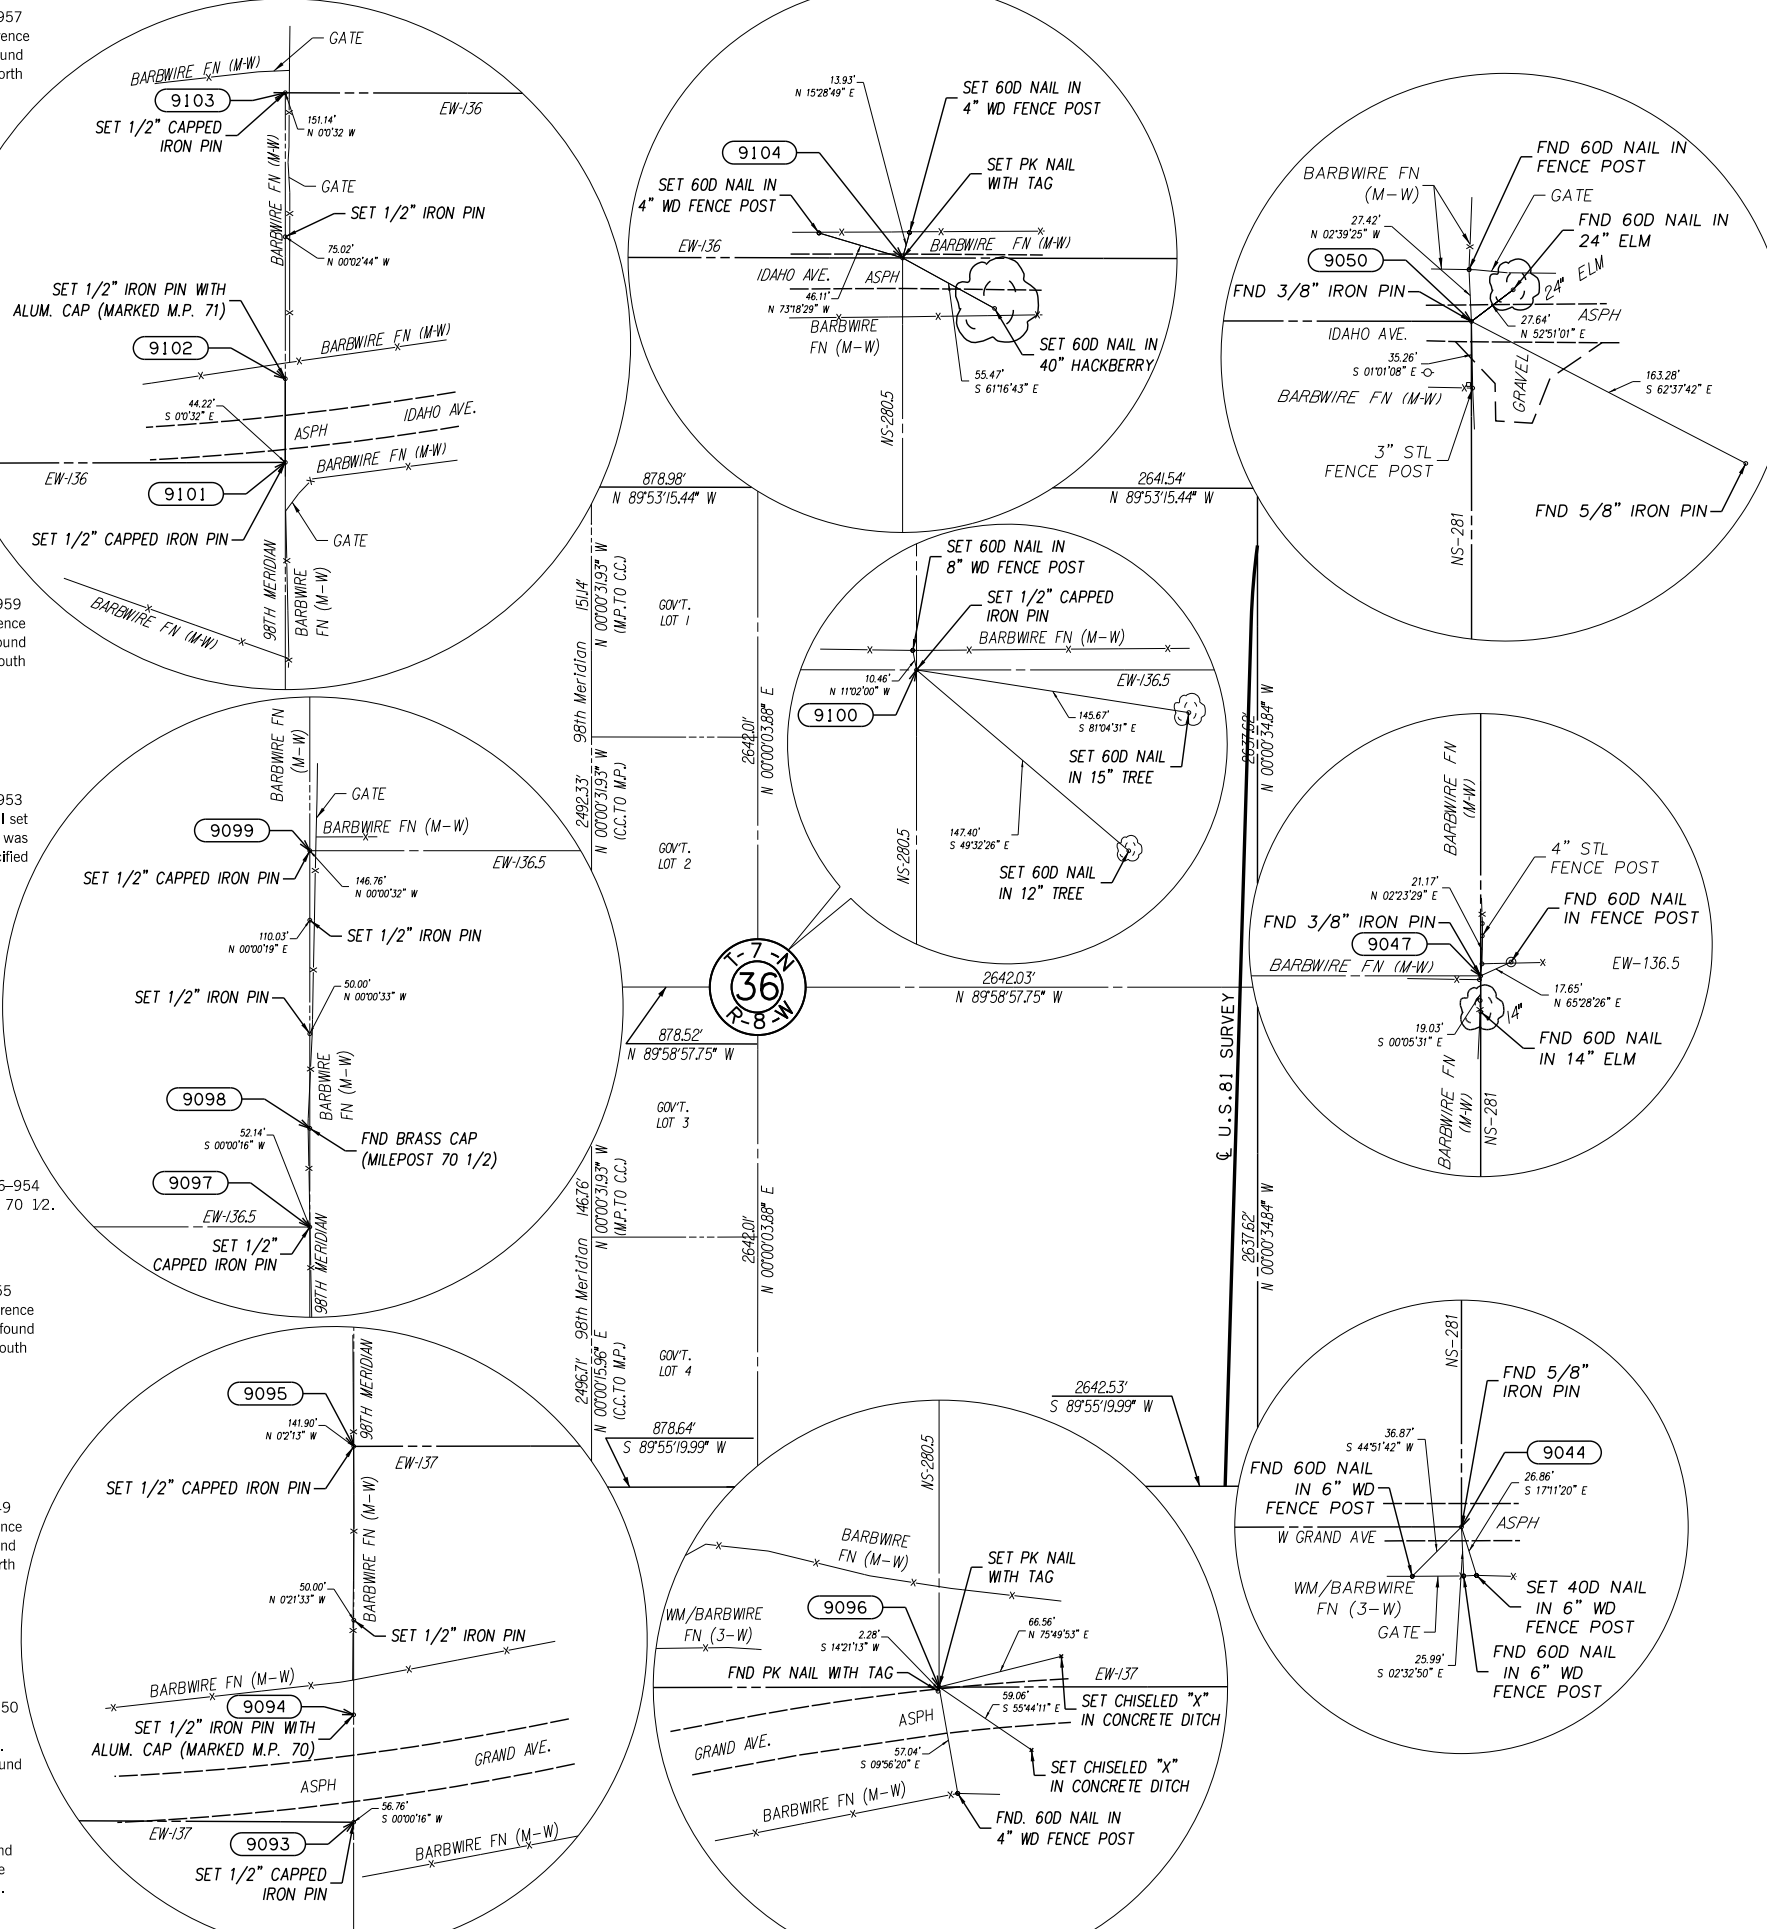 957
ence
und
orth
GATE
BARBWIRE FN (M-W)
9103
EW-136
SET 1/2" CAPPED
IRON PIN
151.14'
N 0°0'32 W
BARBWIRE FN (M-W)
GATE
SET 1/2" IRON PIN
75.02'
N 00°02'44" W
SET 1/2" IRON PIN WITH
ALUM. CAP (MARKED M.P. 71)
9102
BARBWIRE FN (M-W)
44.22'
S 0°0'32" E
IDAHO AVE.
ASPH
BARBWIRE FN (M-W)
EW-136
9101
SET 1/2" CAPPED IRON PIN
GATE
98TH MERIDIAN
BARBWIRE
FN (M-W)
BARBWIRE FN (M-W)
13.93'
N 15°28'49" E
SET 60D NAIL IN
4" WD FENCE POST
9104
SET PK NAIL
WITH TAG
SET 60D NAIL IN
4" WD FENCE POST
EW-136
BARBWIRE FN (M-W)
IDAHO AVE.
ASPH
46.11'
N 73°18'29" W
BARBWIRE
FN (M-W)
SET 60D NAIL IN
40" HACKBERRY
55.47'
S 61°16'43" E
NS-280.5
FND 60D NAIL IN
FENCE POST
BARBWIRE FN
(M-W)
GATE
27.42'
N 02°39'25" W
FND 60D NAIL IN
24" ELM
9050
24" ELM
FND 3/8" IRON PIN
ASPH
27.64'
N 52°51'01" E
IDAHO AVE.
35.26'
S 01°01'08" E
GRAVEL
163.28'
S 62°37'42" E
BARBWIRE FN (M-W)
3" STL
FENCE POST
FND 5/8" IRON PIN
NS-281
878.98'
N 89°53'15.44" W
2641.54'
N 89°53'15.44" W
959
ence
und
outh
98th Meridian 151.14'
N 00°00'31.93" W
(M.P. TO C.C.)
GOV'T.
LOT 1
2642.01'
N 00°00'03.88" E
2492.33'
N 00°00'31.93" W
(C.C. TO M.P.)
GOV'T.
LOT 2
SET 60D NAIL IN
8" WD FENCE POST
SET 1/2" CAPPED
IRON PIN
BARBWIRE FN (M-W)
10.46'
N 11°02'00" W
EW-136.5
9100
145.67'
S 81°04'31" E
SET 60D NAIL
IN 15" TREE
147.40'
S 49°32'26" E
SET 60D NAIL
IN 12" TREE
NS-280.5
2637.62'
N 00°00'34.84" W
953
l set
was
cified
BARBWIRE FN
(M-W)
GATE
9099
BARBWIRE FN (M-W)
EW-136.5
SET 1/2" CAPPED IRON PIN
146.76'
N 00°00'32" W
110.03'
N 00°00'19" E
SET 1/2" IRON PIN
SET 1/2" IRON PIN
50.00'
N 00°00'33" W
BARBWIRE
FN (M-W)
9098
52.14'
S 00°00'16" W
FND BRASS CAP
(MILEPOST 70 1/2)
9097
EW-136.5
SET 1/2"
CAPPED IRON PIN
98TH MERIDIAN
T-7-N
36
R-8-W
2642.03'
N 89°58'57.75" W
878.52'
N 89°58'57.75" W
℄ U.S. 81 SURVEY
GOV'T.
LOT 3
BARBWIRE FN
(M-W)
4" STL
FENCE POST
21.17'
N 02°23'29" E
FND 60D NAIL
IN FENCE POST
FND 3/8" IRON PIN
9047
BARBWIRE FN (M-W)
EW-136.5
17.65'
N 65°28'26" E
14"
19.03'
S 00°05'31" E
FND 60D NAIL
IN 14" ELM
BARBWIRE FN
(M-W)
NS-281
6-954
70 1/2.
98th Meridian 146.76'
N 00°00'31.93" W
(M.P. TO C.C.)
2642.01'
N 00°00'03.88" E
2637.62'
N 00°00'34.84" W
55
rence
found
outh
2496.71'
N 00°00'15.96" E
(C.C. TO M.P.)
GOV'T.
LOT 4
878.64'
S 89°55'19.99" W
2642.53'
S 89°55'19.99" W
98TH MERIDIAN
9095
141.90'
N 0°2'13" W
EW-137
SET 1/2" CAPPED IRON PIN
BARBWIRE FN (M-W)
50.00'
N 0°21'33" W
SET 1/2" IRON PIN
BARBWIRE FN (M-W)
9094
SET 1/2" IRON PIN WITH
ALUM. CAP (MARKED M.P. 70)
GRAND AVE.
ASPH
56.76'
S 00°00'16" W
EW-137
9093
BARBWIRE FN (M-W)
SET 1/2" CAPPED
IRON PIN
NS-280.5
BARBWIRE
FN (M-W)
SET PK NAIL
WITH TAG
9096
WM/BARBWIRE
FN (3-W)
2.28'
S 14°21'13" W
66.56'
N 75°49'53" E
FND PK NAIL WITH TAG
EW-137
59.06'
S 55°44'11" E
SET CHISELED "X"
IN CONCRETE DITCH
ASPH
GRAND AVE.
57.04'
S 09°56'20" E
SET CHISELED "X"
IN CONCRETE DITCH
BARBWIRE FN (M-W)
FND. 60D NAIL IN
4" WD FENCE POST
NS-281
FND 5/8"
IRON PIN
36.87'
S 44°51'42" W
9044
FND 60D NAIL
IN 6" WD
FENCE POST
26.86'
S 17°11'20" E
ASPH
W GRAND AVE
WM/BARBWIRE
FN (3-W)
SET 40D NAIL
IN 6" WD
FENCE POST
GATE
25.99'
S 02°32'50" E
FND 60D NAIL
IN 6" WD
FENCE POST
-9
nce
nd
rth
50
.
und
nd
e
.